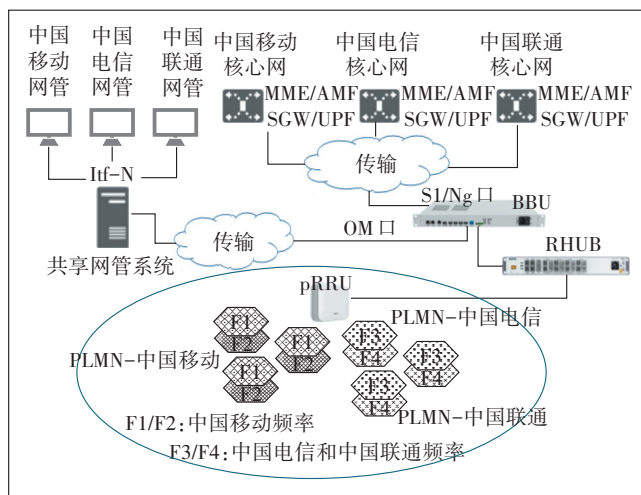 中国移动网管
中国电信网管
中国联通网管
中国移动核心网
中国电信核心网
中国联通核心网
MME/AMF
SGW/UPF
MME/AMF
SGW/UPF
MME/AMF
SGW/UPF
Itf-N
传输
S1/Ng口
BBU
共享网管系统
传输
OM口
RHUB
pRRU
F1
F2
F1
F2
F3
F4
PLMN-中国电信
F3
F4
PLMN-中国移动
F1
F2
F3
F4
PLMN-中国联通
F1/F2:中国移动频率
F3/F4:中国电信和中国联通频率